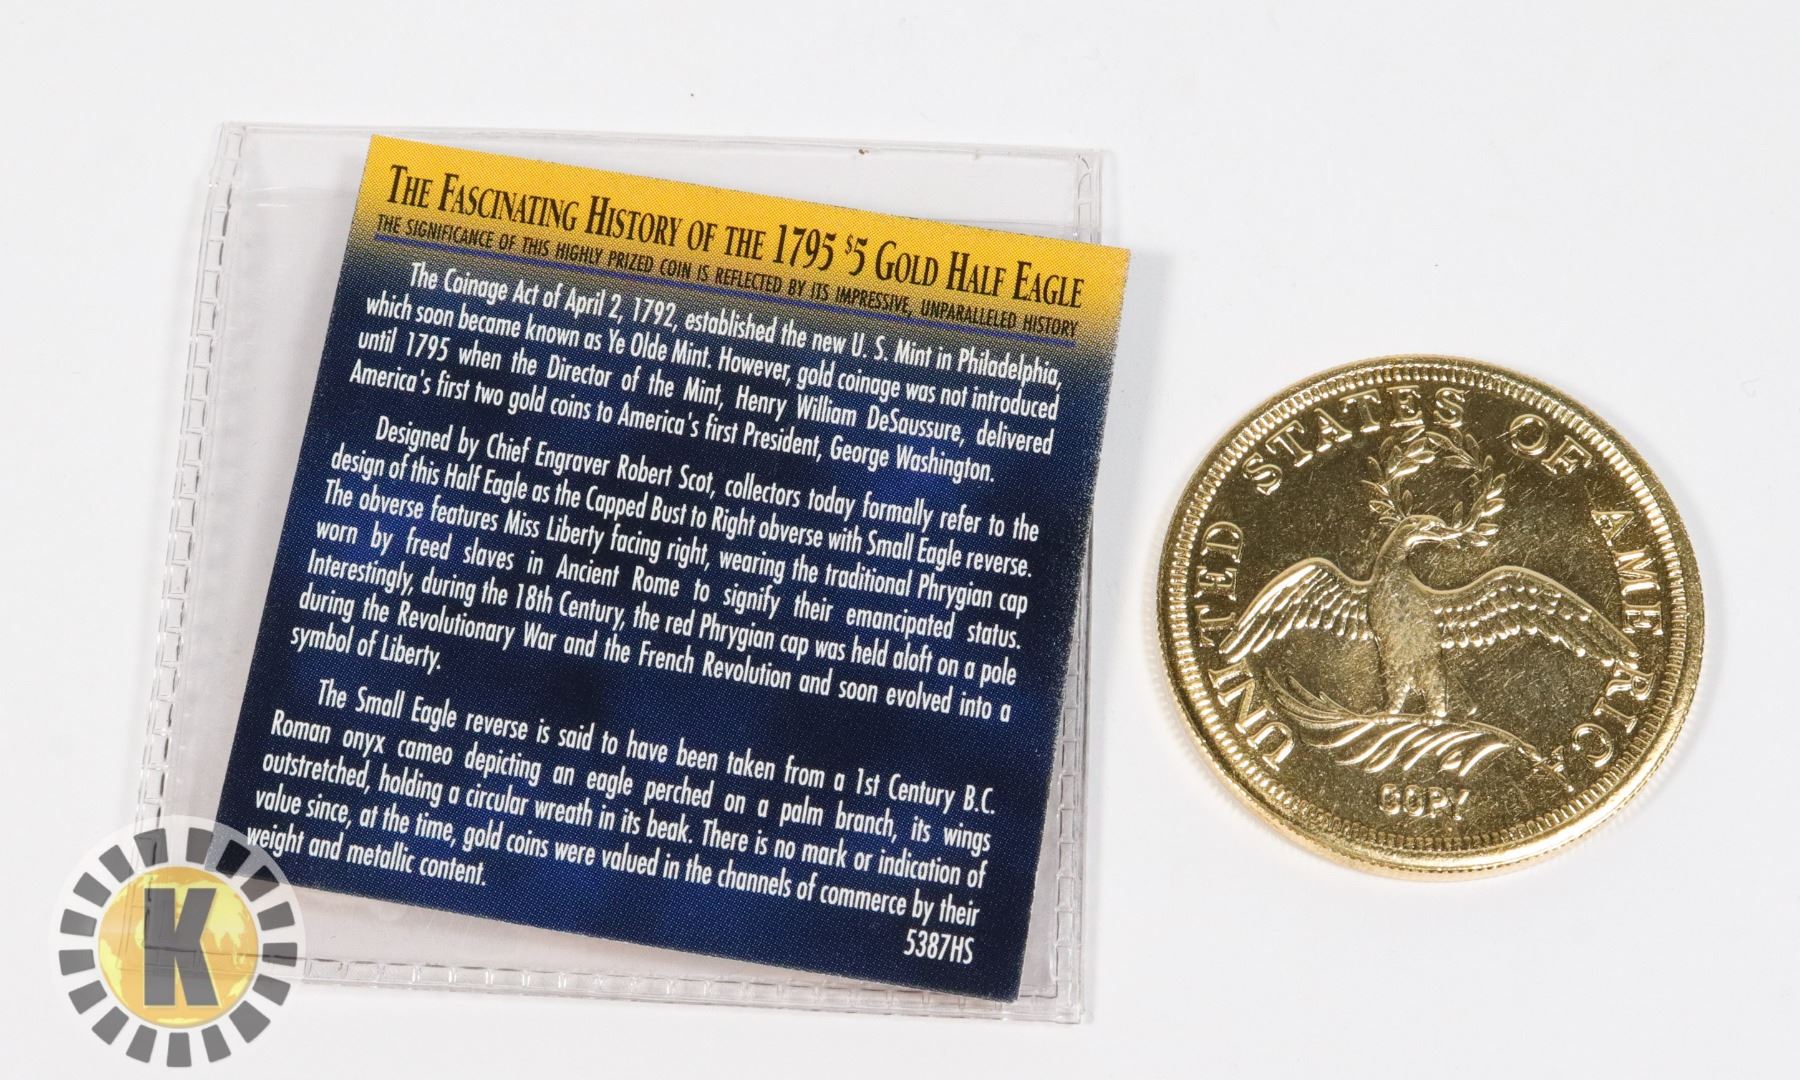 THE FASCINATING HISTORY OF THE 1795 $5 GOLD HALF EAGLE
THE SIGNIFICANCE OF THIS HIGHLY PRIZED COIN IS REFLECTED BY ITS IMPRESSIVE, UNPARALLELED HISTORY
The Coinage Act of April 2, 1792, established the new U. S. Mint in Philadelphia,
which soon became known as Ye Olde Mint. However, gold coinage was not introduced
until 1795 when the Director of the Mint, Henry William DeSaussure, delivered
America's first two gold coins to America's first President, George Washington.
Designed by Chief Engraver Robert Scot, collectors today formally refer to the
design of this Half Eagle as the Capped Bust to Right obverse with Small Eagle reverse.
The obverse features Miss Liberty facing right, wearing the traditional Phrygian cap
worn by freed slaves in Ancient Rome to signify their emancipated status.
Interestingly, during the 18th Century, the red Phrygian cap was held aloft on a pole
during the Revolutionary War and the French Revolution and soon evolved into a
symbol of Liberty.
The Small Eagle reverse is said to have been taken from a 1st Century B.C.
Roman onyx cameo depicting an eagle perched on a palm branch, its wings
outstretched, holding a circular wreath in its beak. There is no mark or indication of
value since, at the time, gold coins were valued in the channels of commerce by their
weight and metallic content.
5387HS
UNITED STATES OF AMERICA
COPY
K